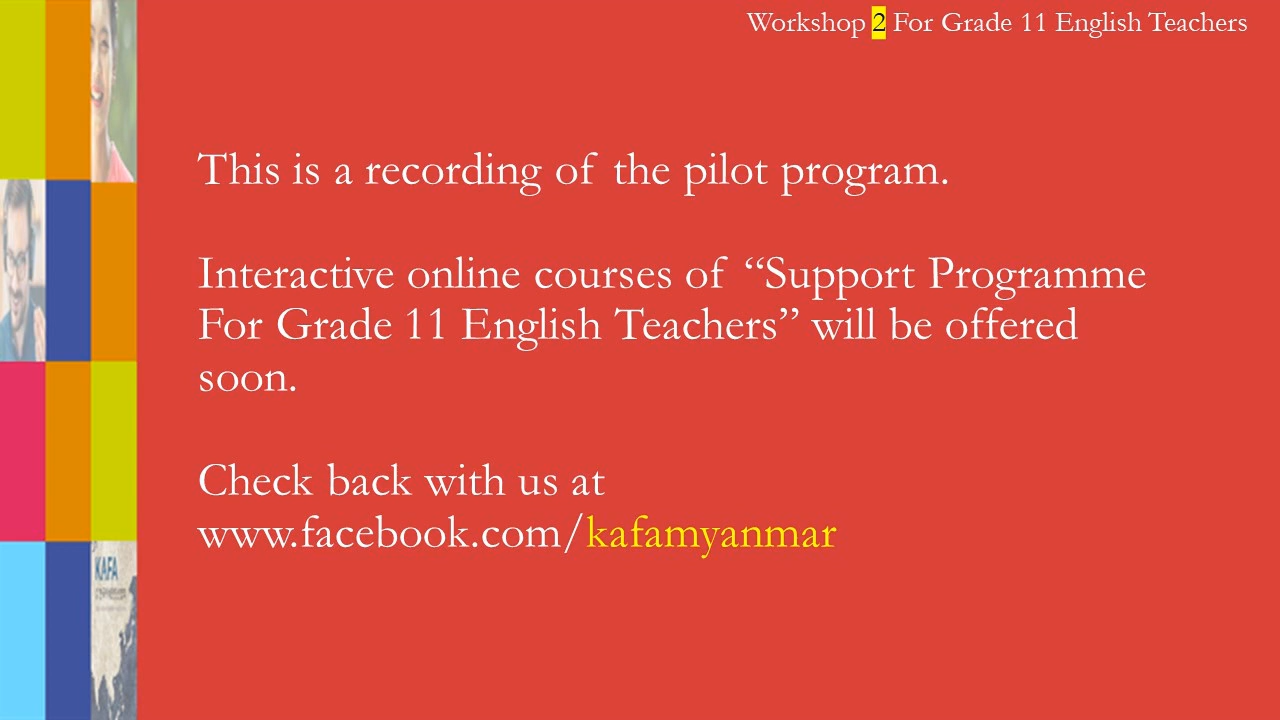 Workshop 2 For Grade 11 English Teachers
This is a recording of the pilot program.
Interactive online courses of “Support Programme
For Grade 11 English Teachers” will be offered
soon.
Check back with us at
www.facebook.com/kafamyanmar
KAFA